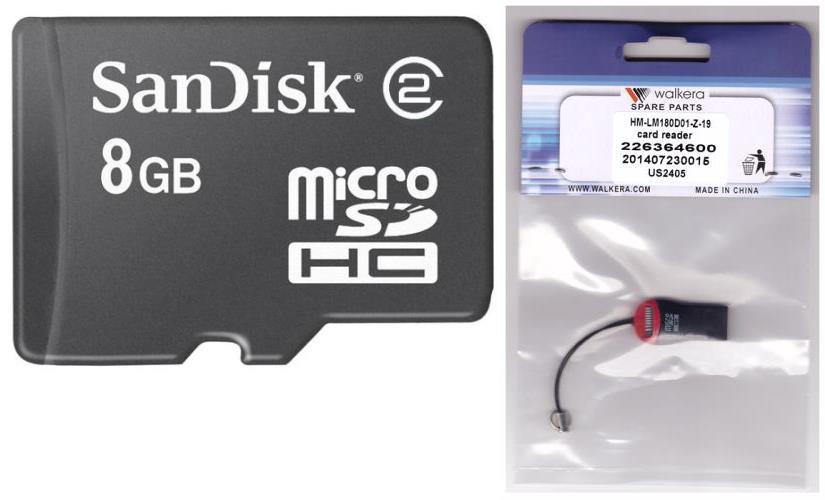 SanDisk® 2
8GB
micro
SD
HC
walkera
SPARE PARTS
HM-LM180D01-Z-19
card reader
226364600
201407230015
US2405
WWW.WALKERA.COM MADE IN CHINA